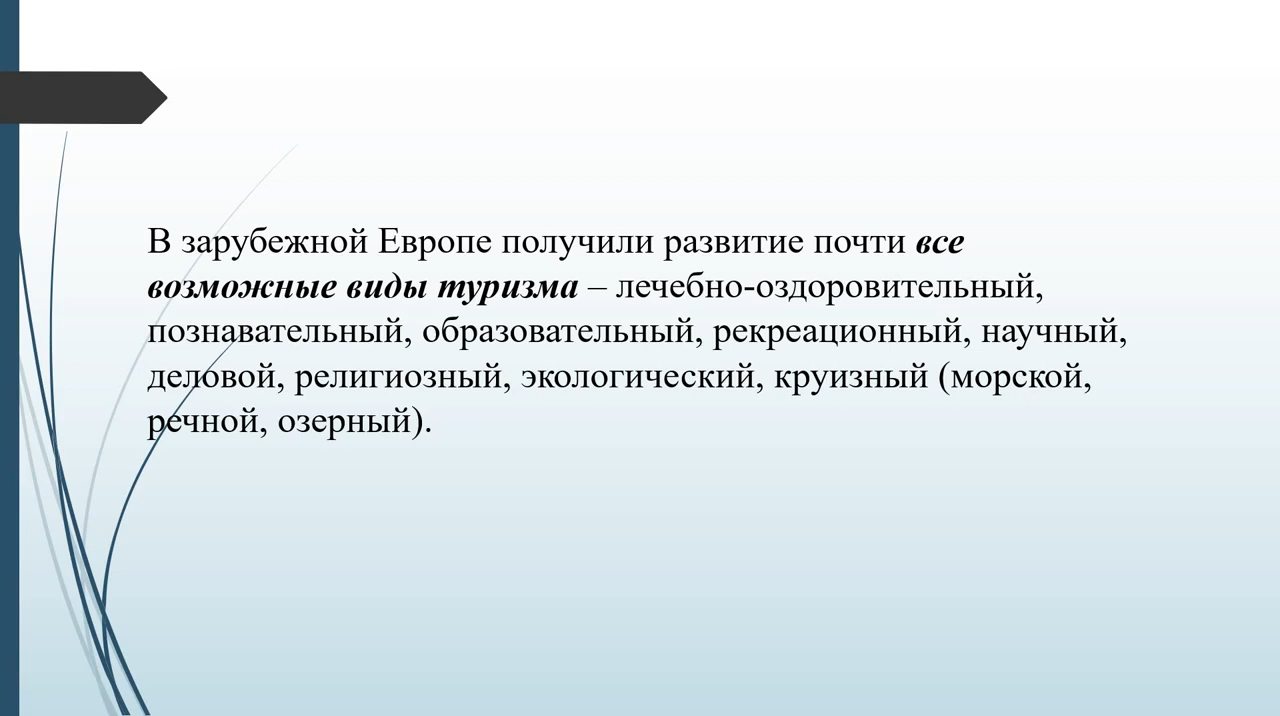 В зарубежной Европе получили развитие почти все
возможные виды туризма – лечебно-оздоровительный,
познавательный, образовательный, рекреационный, научный,
деловой, религиозный, экологический, круизный (морской,
речной, озерный).